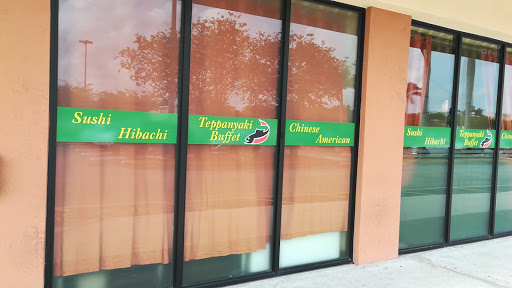 Sushi
Hibachi
Teppanyaki
Buffet
Chinese
American
Sushi
Hibachi
Teppanyaki
Buffet